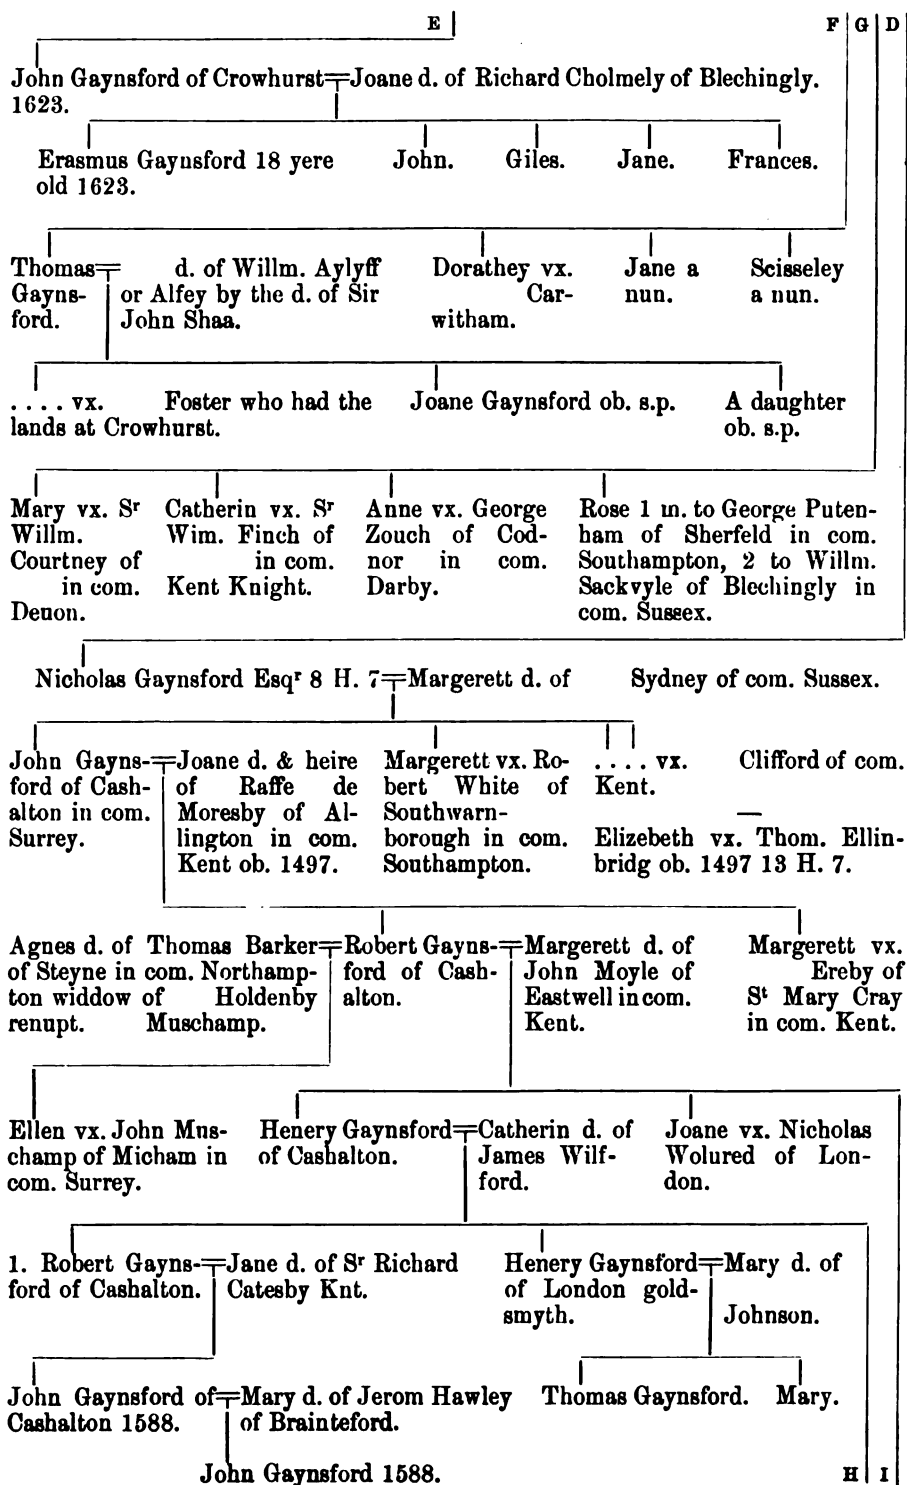 E F G D
John Gaynsford of Crowhurst Joane d. of Richard Cholmely of Blechingly.
1623.
Erasmus Gaynsford 18 yere
old 1623.
John.
Giles.
Jane.
Frances.
Thomas
Gayns-
ford.
d. of Willm. Aylyff
or Alfey by the d. of Sir
John Shaa.
Dorathey vx.
Car-
witham.
Jane a
nun.
Scisseley
a nun.
. . . . vx. Foster who had the
lands at Crowhurst.
Joane Gaynsford ob. s.p.
A daughter
ob. s.p.
Mary vx. Sr
Willm.
Courtney of
in com.
Deuon.
Catherin vx. Sr
Wim. Finch of
in com.
Kent Knight.
Anne vx. George
Zouch of Cod-
nor in com.
Darby.
Rose 1 m. to George Puten-
ham of Sherfeld in com.
Southampton, 2 to Willm.
Sackvyle of Blechingly in
com. Sussex.
Nicholas Gaynsford Esqr 8 H. 7 Margerett d. of Sydney of com. Sussex.
John Gayns-
ford of Cash-
alton in com.
Surrey.
Joane d. & heire
of Raffe de
Moresby of Al-
lington in com.
Kent ob. 1497.
Margerett vx. Ro-
bert White of
Southwarn-
borough in com.
Southampton.
. . . . vx. Clifford of com.
Kent.
—
Elizebeth vx. Thom. Ellin-
bridg ob. 1497 13 H. 7.
Agnes d. of Thomas Barker
of Steyne in com. Northamp-
ton widdow of Holdenby
renupt. Muschamp.
Robert Gayns-
ford of Cash-
alton.
Margerett d. of
John Moyle of
Eastwell in com.
Kent.
Margerett vx.
Ereby of
St Mary Cray
in com. Kent.
Ellen vx. John Mus-
champ of Micham in
com. Surrey.
Henery Gaynsford
of Cashalton.
Catherin d. of
James Wilf-
ford.
Joane vx. Nicholas
Wolured of Lon-
don.
1. Robert Gayns-
ford of Cashalton.
Jane d. of Sr Richard
Catesby Knt.
Henery Gaynsford
of London gold-
smyth.
Mary d. of
Johnson.
John Gaynsford of
Cashalton 1588.
Mary d. of Jerom Hawley
of Brainteford.
Thomas Gaynsford.
Mary.
John Gaynsford 1588.
H I